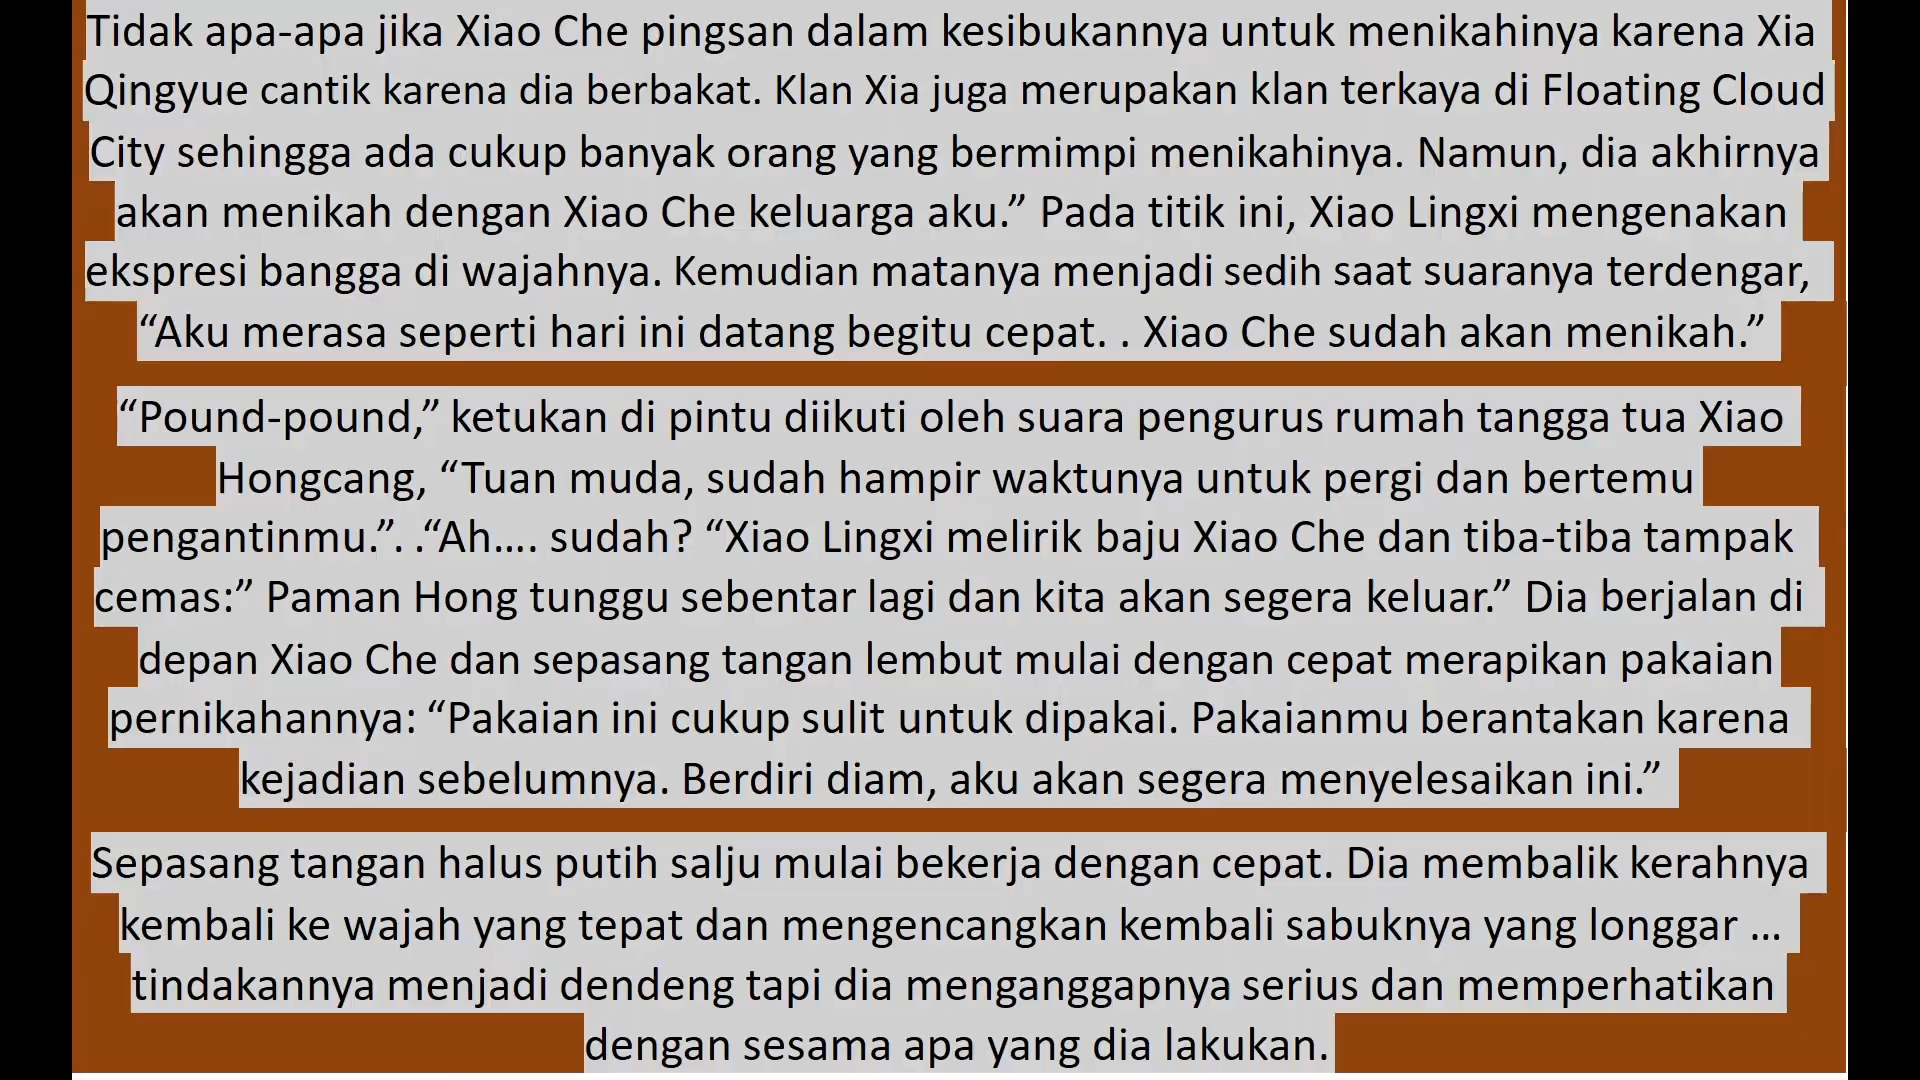 Tidak apa-apa jika Xiao Che pingsan dalam kesibukannya untuk menikahinya karena Xia
Qingyue cantik karena dia berbakat. Klan Xia juga merupakan klan terkaya di Floating Cloud
City sehingga ada cukup banyak orang yang bermimpi menikahinya. Namun, dia akhirnya
akan menikah dengan Xiao Che keluarga aku.” Pada titik ini, Xiao Lingxi mengenakan
ekspresi bangga di wajahnya. Kemudian matanya menjadi sedih saat suaranya terdengar,
“Aku merasa seperti hari ini datang begitu cepat. . Xiao Che sudah akan menikah.”
“Pound-pound,” ketukan di pintu diikuti oleh suara pengurus rumah tangga tua Xiao
Hongcang, “Tuan muda, sudah hampir waktunya untuk pergi dan bertemu
pengantinmu.”. .“Ah…. sudah? “Xiao Lingxi melirik baju Xiao Che dan tiba-tiba tampak
cemas:” Paman Hong tunggu sebentar lagi dan kita akan segera keluar.” Dia berjalan di
depan Xiao Che dan sepasang tangan lembut mulai dengan cepat merapikan pakaian
pernikahannya: “Pakaian ini cukup sulit untuk dipakai. Pakaianmu berantakan karena
kejadian sebelumnya. Berdiri diam, aku akan segera menyelesaikan ini.”
Sepasang tangan halus putih salju mulai bekerja dengan cepat. Dia membalik kerahnya
kembali ke wajah yang tepat dan mengencangkan kembali sabuknya yang longgar …
tindakannya menjadi dendeng tapi dia menganggapnya serius dan memperhatikan
dengan sesama apa yang dia lakukan.